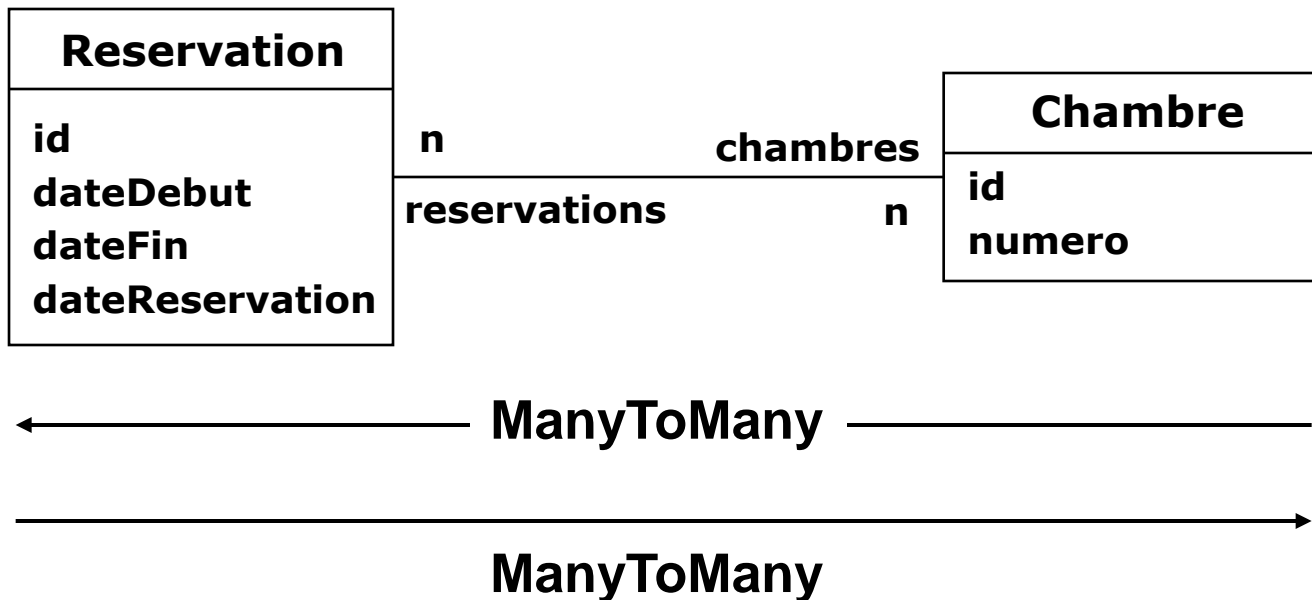 Reservation
id
dateDebut
dateFin
dateReservation
n
reservations
chambres
n
Chambre
id
numero
ManyToMany
ManyToMany